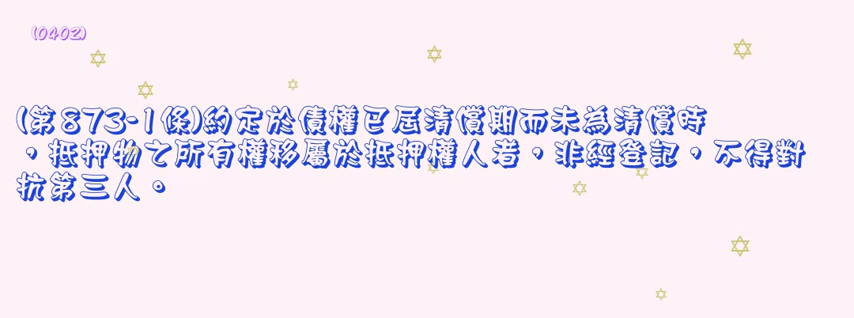 (0402)
(第873-1條)約定於債權已屆清償期而未為清償時
，抵押物之所有權移屬於抵押權人者，非經登記，不得對
抗第三人。